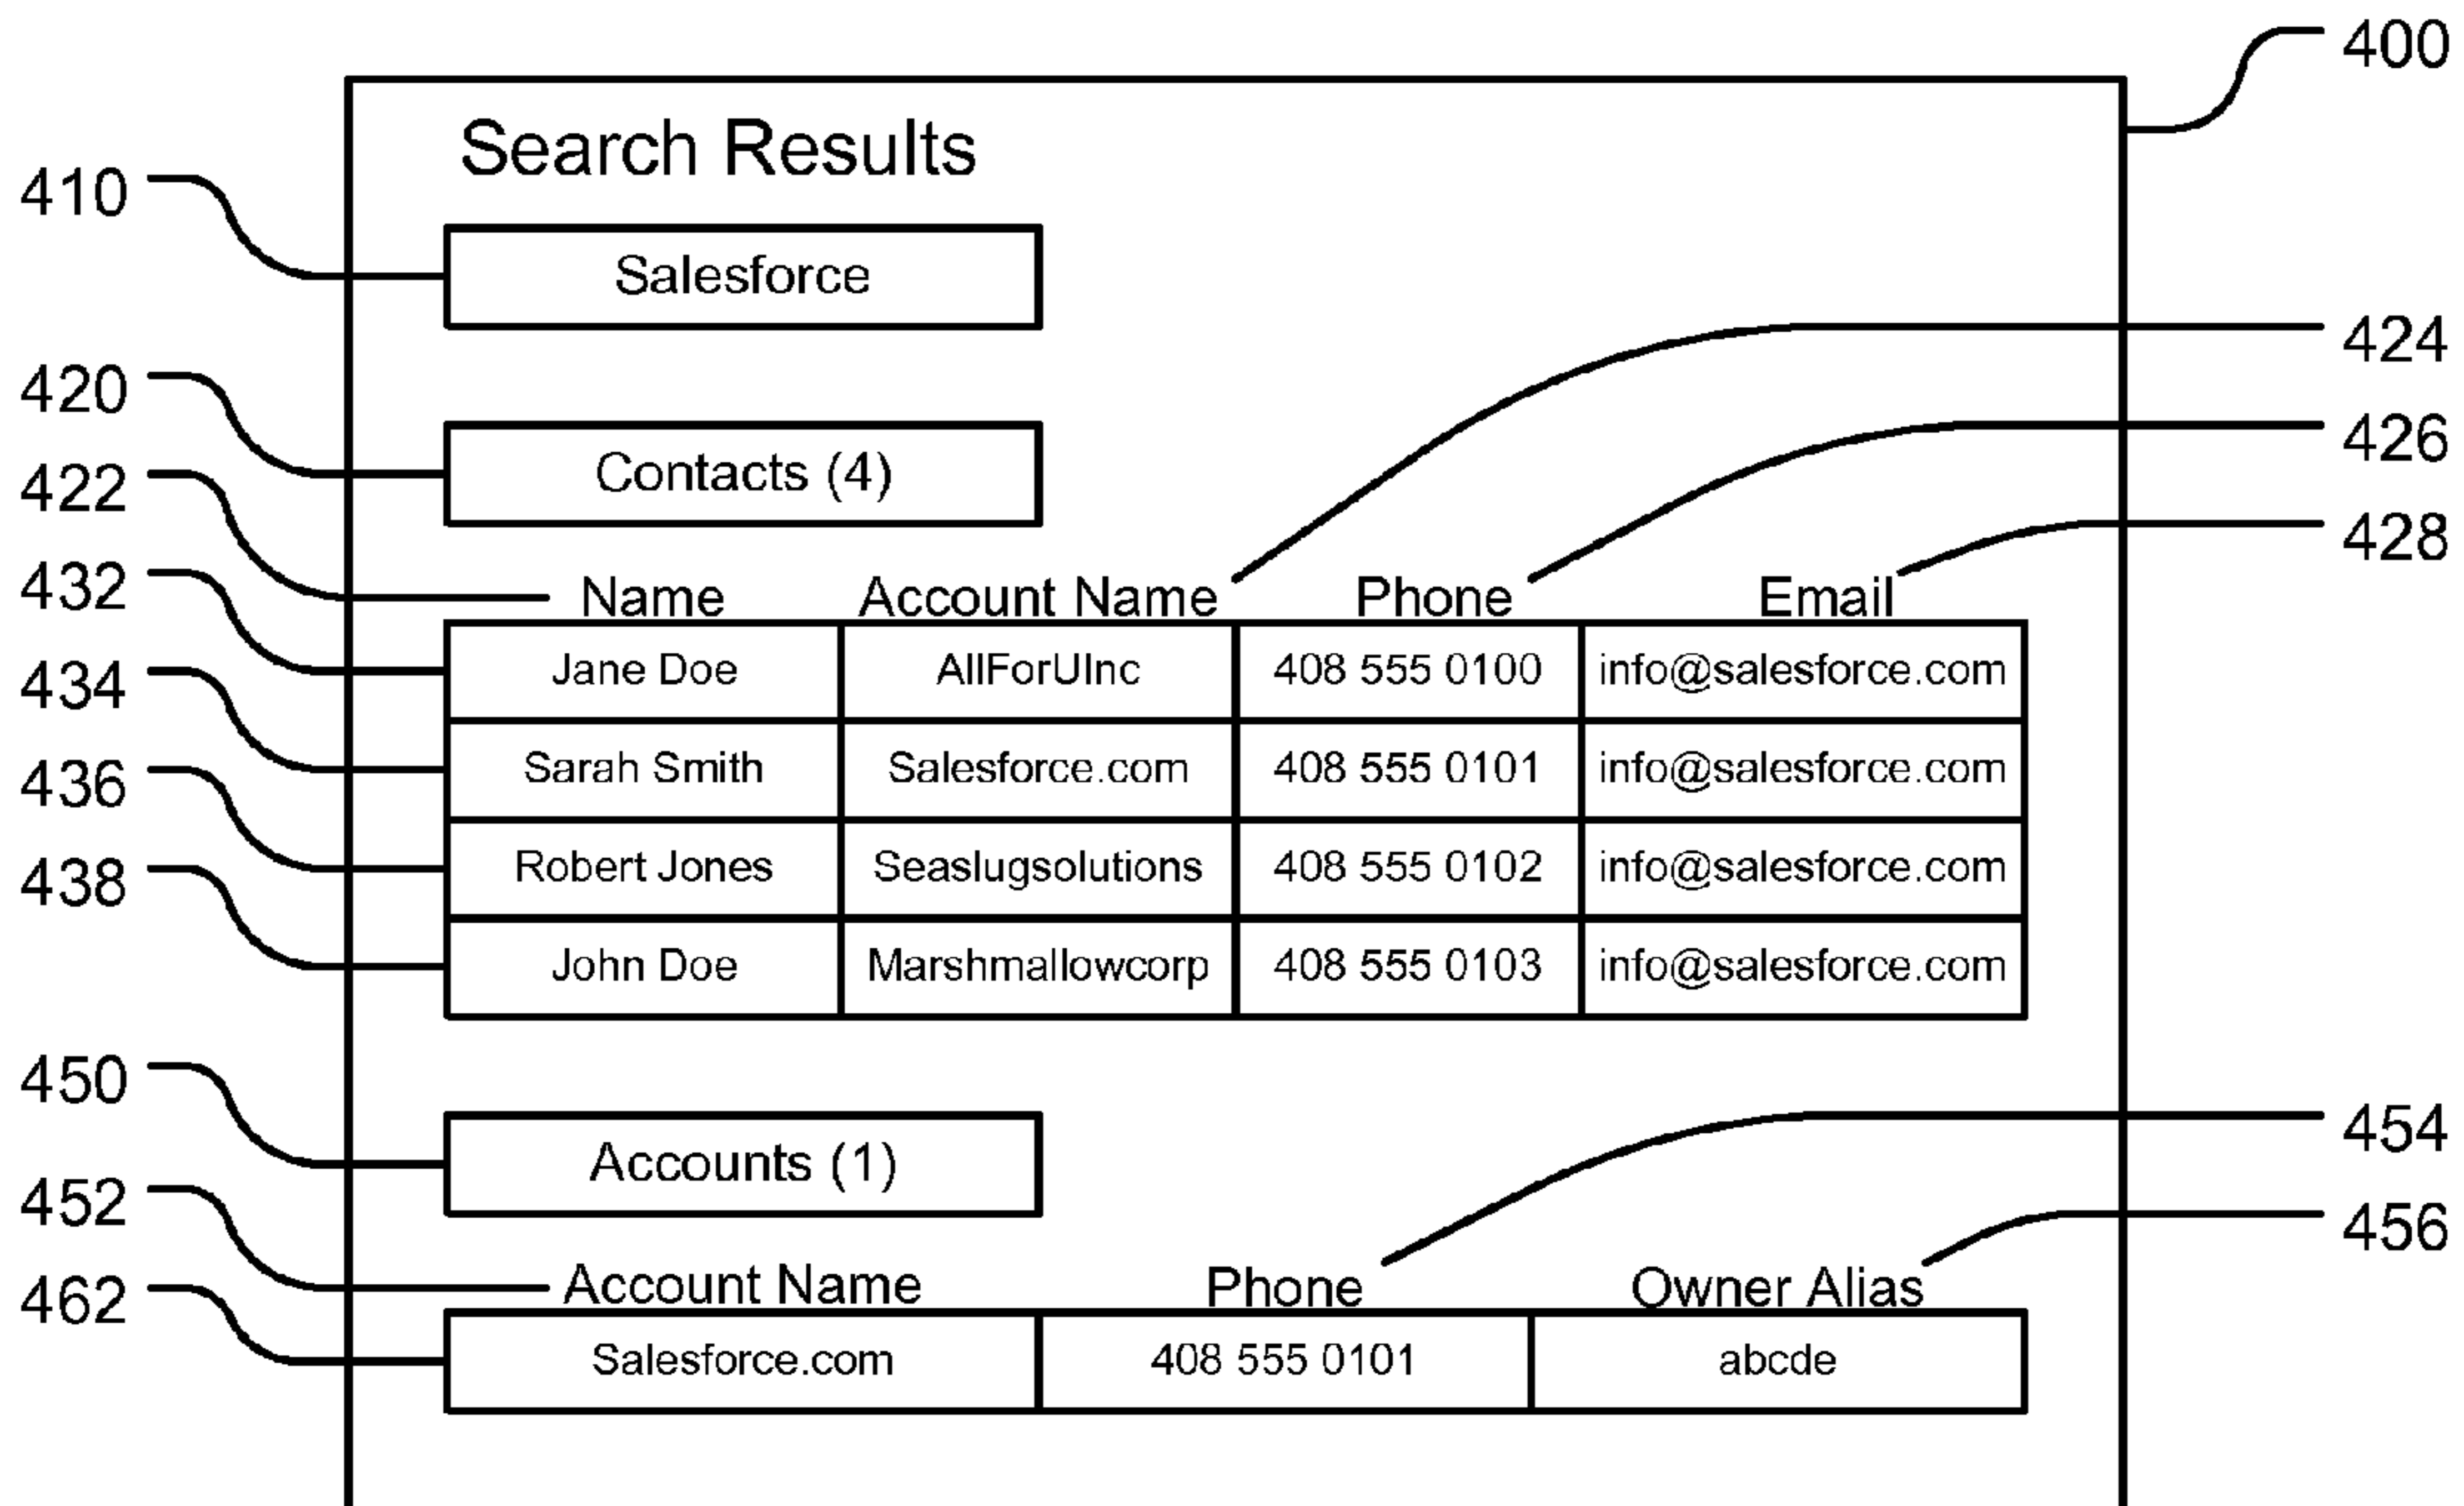 400
Search Results
410
Salesforce
424
420
Contacts (4)
426
422
428
432
Name Account Name Phone Email
Jane Doe AllForUInc 408 555 0100 info@salesforce.com
434
Sarah Smith Salesforce.com 408 555 0101 info@salesforce.com
436
Robert Jones Seaslugsolutions 408 555 0102 info@salesforce.com
438
John Doe Marshmallowcorp 408 555 0103 info@salesforce.com
450
454
Accounts (1)
452
456
462
Account Name Phone Owner Alias
Salesforce.com 408 555 0101 abcde